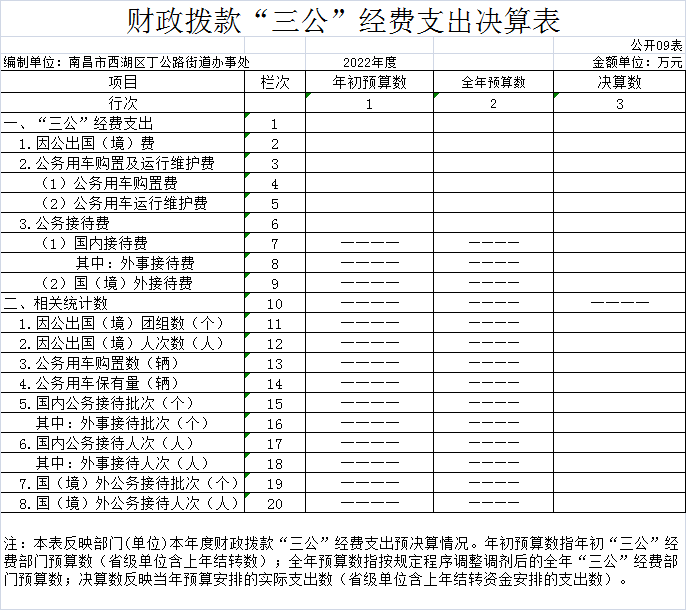 财政拨款“三公”经费支出决算表
公开09表
编制单位：南昌市西湖区丁公路街道办事处 2022年度 金额单位：万元
项目 栏次 年初预算数 全年预算数 决算数
行次 1 2 3
一、“三公”经费支出 1
1.因公出国（境）费 2
2.公务用车购置及运行维护费 3
（1）公务用车购置费 4
（2）公务用车运行维护费 5
3.公务接待费 6
（1）国内接待费 7 ———— ————
其中：外事接待费 8 ———— ————
（2）国（境）外接待费 9 ———— ————
二、相关统计数 10 ———— ———— ————
1.因公出国（境）团组数（个） 11 ———— ————
2.因公出国（境）人次数（人） 12 ———— ————
3.公务用车购置数（辆） 13 ———— ————
4.公务用车保有量（辆） 14 ———— ————
5.国内公务接待批次（个） 15 ———— ————
其中：外事接待批次（个） 16 ———— ————
6.国内公务接待人次（人） 17 ———— ————
其中：外事接待人次（人） 18 ———— ————
7.国（境）外公务接待批次（个） 19 ———— ————
8.国（境）外公务接待人次（人） 20 ———— ————
注：本表反映部门(单位)本年度财政拨款“三公”经费支出预决算情况。年初预算数指年初“三公”经
费部门预算数（省级单位含上年结转数）；全年预算数指按规定程序调整调剂后的全年“三公”经费部
门预算数；决算数反映当年预算安排的实际支出数（省级单位含上年结转资金安排的支出数）。